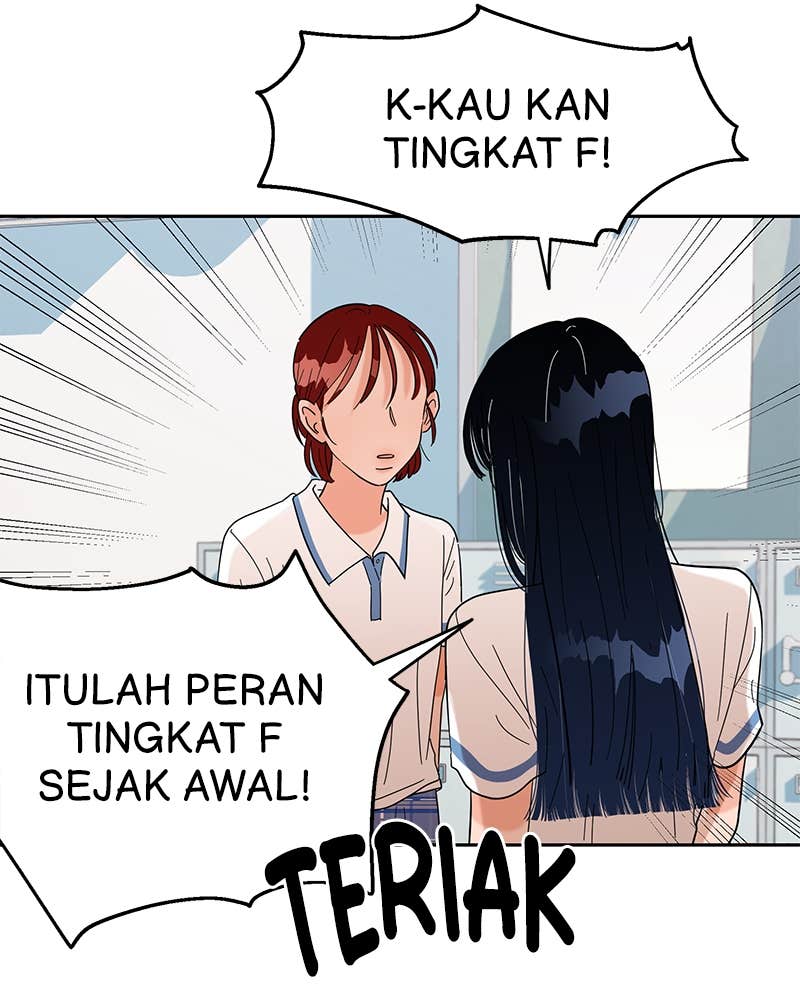 K-KAU KAN
TINGKAT F!
ITULAH PERAN
TINGKAT F
SEJAK AWAL!
TERIAK